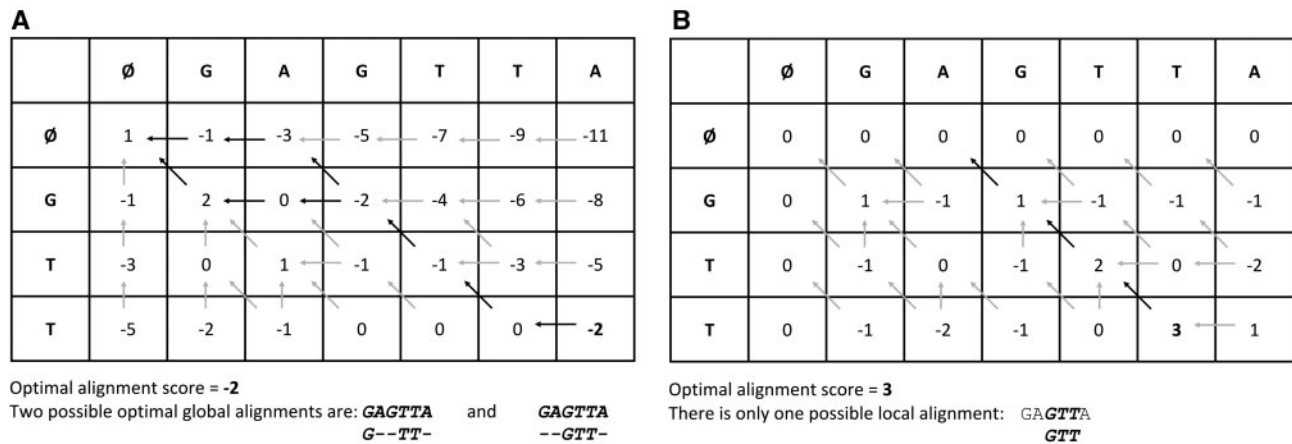 A
Ø G A G T T A
Ø 1 -1 -3 -5 -7 -9 -11
G -1 2 0 -2 -4 -6 -8
T -3 0 1 -1 -1 -3 -5
T -5 -2 -1 0 0 0 -2
Optimal alignment score = -2
Two possible optimal global alignments are: GAGTTA and GAGTTA
G--TT- --GTT-
B
Ø G A G T T A
Ø 0 0 0 0 0 0 0
G 0 1 -1 1 -1 -1 -1
T 0 -1 0 -1 2 0 -2
T 0 -1 -2 -1 0 3 1
Optimal alignment score = 3
There is only one possible local alignment: GAGTTA
GTT